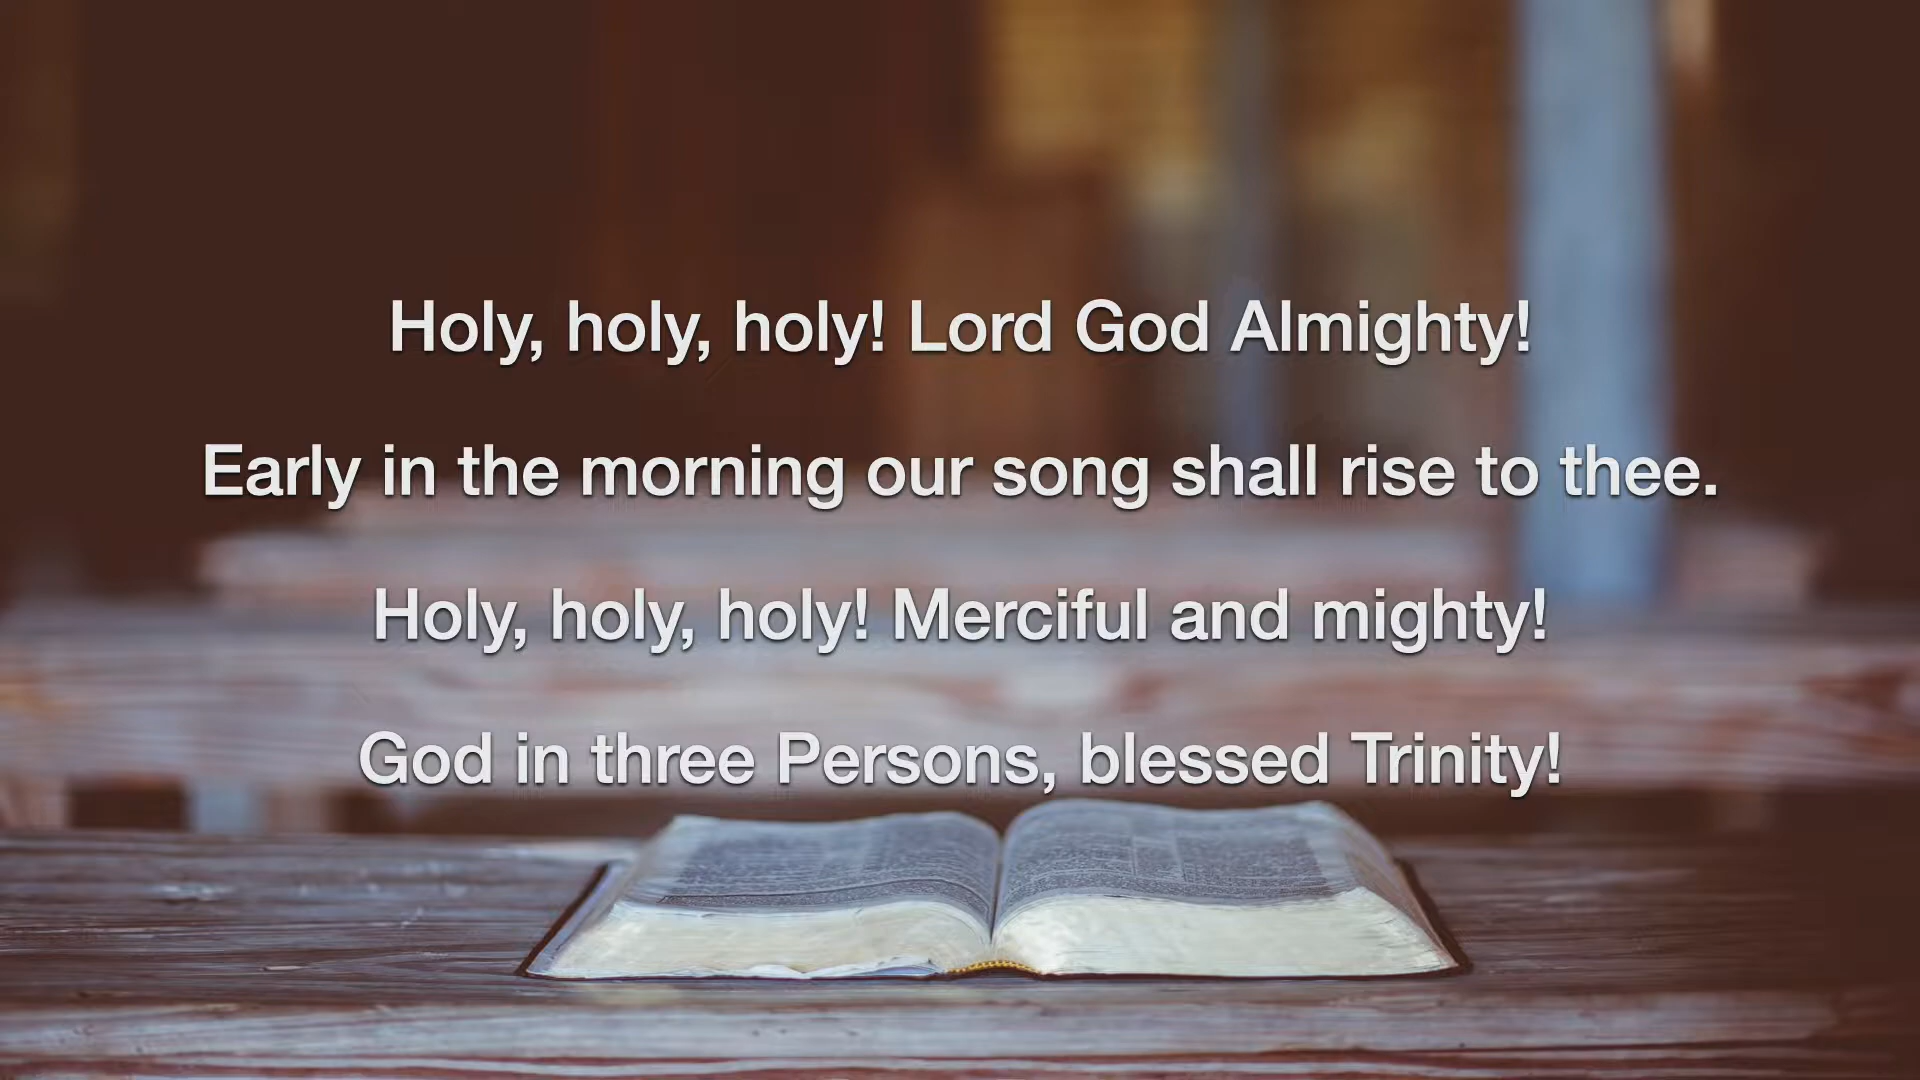 Holy, holy, holy! Lord God Almighty!
Early in the morning our song shall rise to thee.
Holy, holy, holy! Merciful and mighty!
God in three Persons, blessed Trinity!